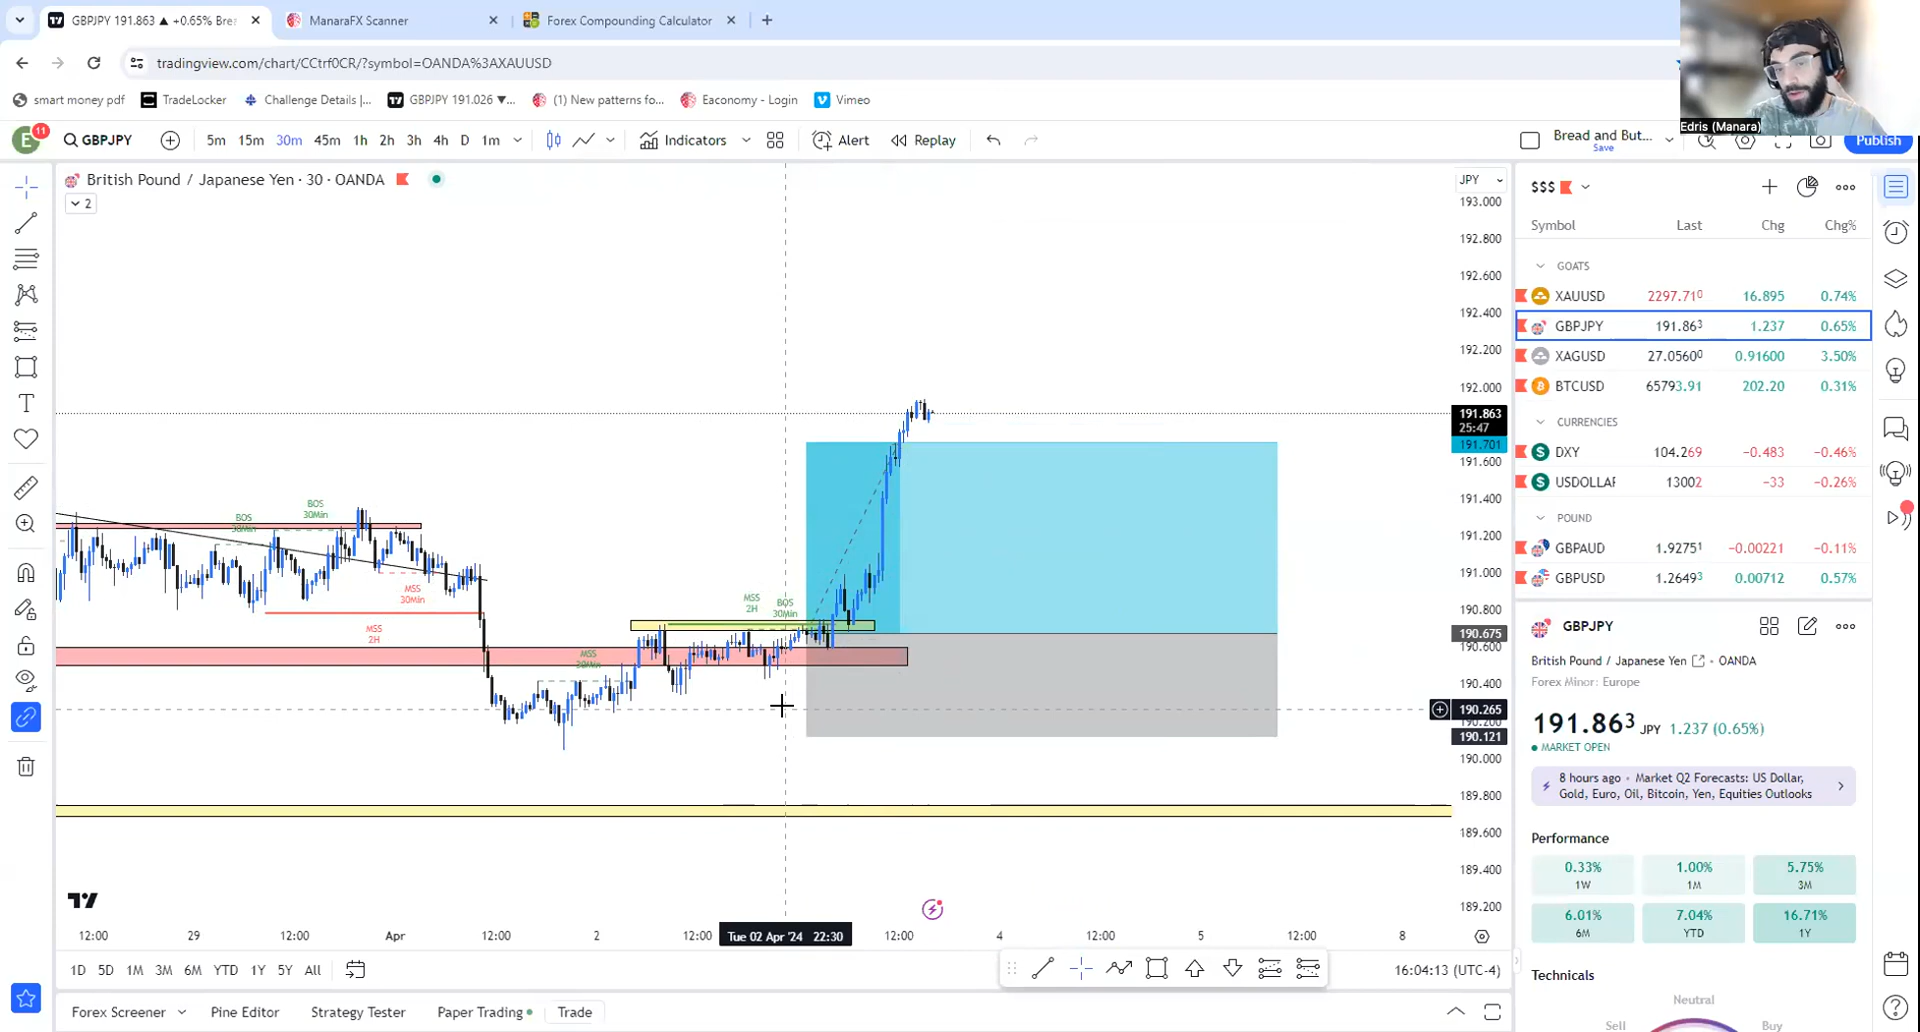 GBPJPY 191.863 ▲ +0.65% Bre
ManaraFX Scanner
Forex Compounding Calculator
tradingview.com/chart/CCtrf0CR/?symbol=OANDA%3AXAUUSD
smart money pdf
TradeLocker
Challenge Details |...
GBPJPY 191.026 ▼...
(1) New patterns fo...
Eaconomy - Login
Vimeo
Edris (Manara)
E
11
GBPJPY
5m 15m 30m 45m 1h 2h 3h 4h D 1m
Indicators
Alert
Replay
Bread and But...
Save
Publish
British Pound / Japanese Yen · 30 · OANDA
2
JPY
193.000
192.800
192.600
192.400
192.200
192.000
191.863
25:47
191.701
191.600
191.400
191.200
191.000
190.800
190.675
190.600
190.400
190.265
190.200
190.121
190.000
189.800
189.600
189.400
189.200
BOS
30Min
BOS
30Min
MSS
30Min
MSS
2H
MSS
30Min
MSS
2H
BOS
30Min
12:00 29 12:00 Apr 12:00 2 12:00 Tue 02 Apr '24 22:30 12:00 4 12:00 5 12:00 8
1D 5D 1M 3M 6M YTD 1Y 5Y All
16:04:13 (UTC-4)
Forex Screener
Pine Editor
Strategy Tester
Paper Trading
Trade
$$$
Symbol Last Chg Chg%
GOATS
XAUUSD 2297.710 16.895 0.74%
GBPJPY 191.863 1.237 0.65%
XAGUSD 27.05600 0.91600 3.50%
BTCUSD 65793.91 202.20 0.31%
CURRENCIES
DXY 104.269 −0.483 −0.46%
USDOLLAR 13002 −33 −0.26%
POUND
GBPAUD 1.92751 −0.00221 −0.11%
GBPUSD 1.26493 0.00712 0.57%
GBPJPY
British Pound / Japanese Yen OANDA
Forex Minor: Europe
191.863 JPY 1.237 (0.65%)
MARKET OPEN
8 hours ago • Market Q2 Forecasts: US Dollar,
Gold, Euro, Oil, Bitcoin, Yen, Equities Outlooks
Performance
0.33% 1.00% 5.75%
1W 1M 3M
6.01% 7.04% 16.71%
6M YTD 1Y
Technicals
Neutral
Sell Buy